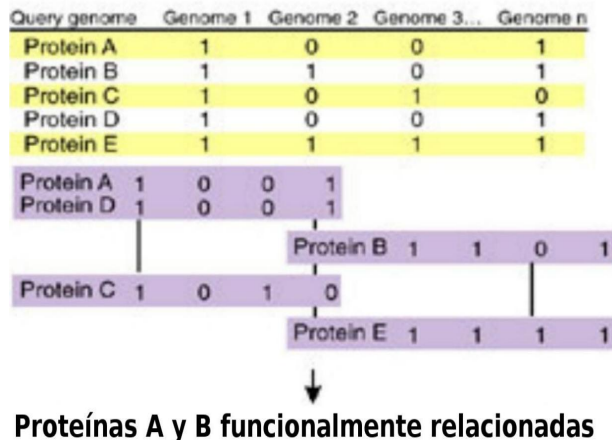 Query genome Genome 1 Genome 2 Genome 3... Genome n
Protein A 1 0 0 1
Protein B 1 1 0 1
Protein C 1 0 1 0
Protein D 1 0 0 1
Protein E 1 1 1 1
Protein A 1 0 0 1
Protein D 1 0 0 1
Protein B 1 1 0 1
Protein C 1 0 1 0
Protein E 1 1 1 1
Proteínas A y B funcionalmente relacionadas